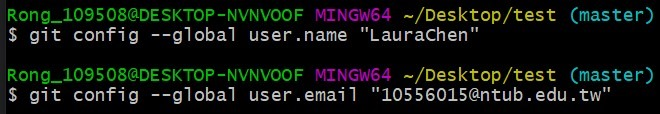 Rong_109508@DESKTOP-NVNVOOF MINGW64 ~/Desktop/test (master)
$ git config --global user.name "LauraChen"
Rong_109508@DESKTOP-NVNVOOF MINGW64 ~/Desktop/test (master)
$ git config --global user.email "10556015@ntub.edu.tw"